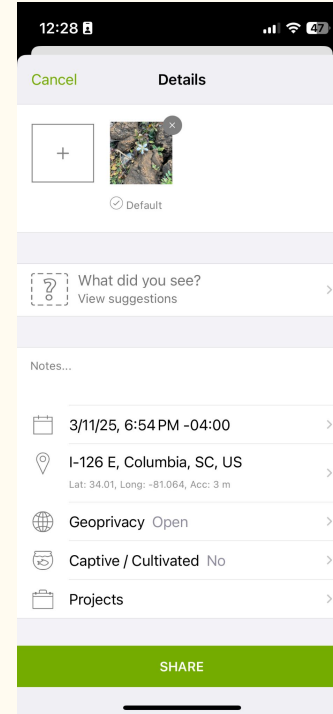 12:28
47
Cancel
Details
Default
What did you see?
View suggestions
Notes...
3/11/25, 6:54 PM -04:00
I-126 E, Columbia, SC, US
Lat: 34.01, Long: -81.064, Acc: 3 m
Geoprivacy Open
Captive / Cultivated No
Projects
SHARE